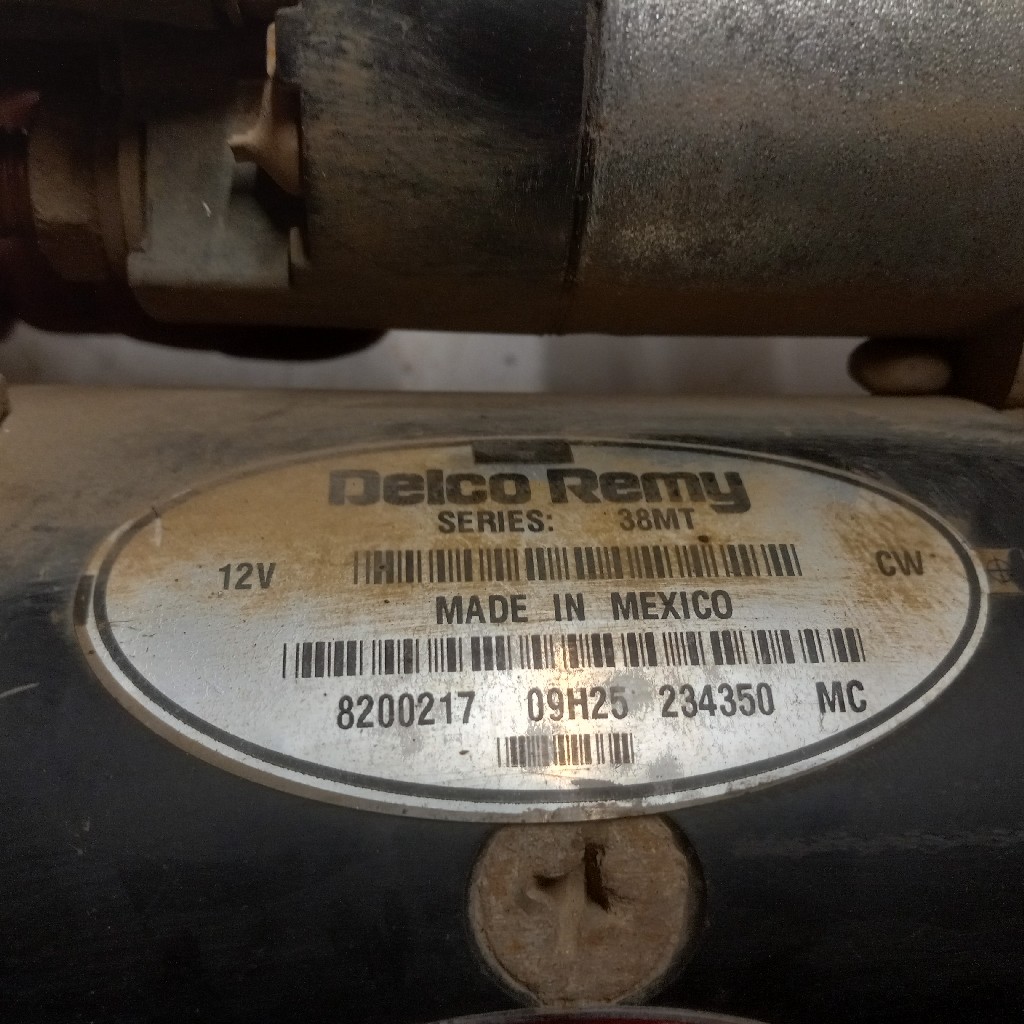 Delco Remy
SERIES: 38MT
12V CW
MADE IN MEXICO
8200217 09H25 234350 MC